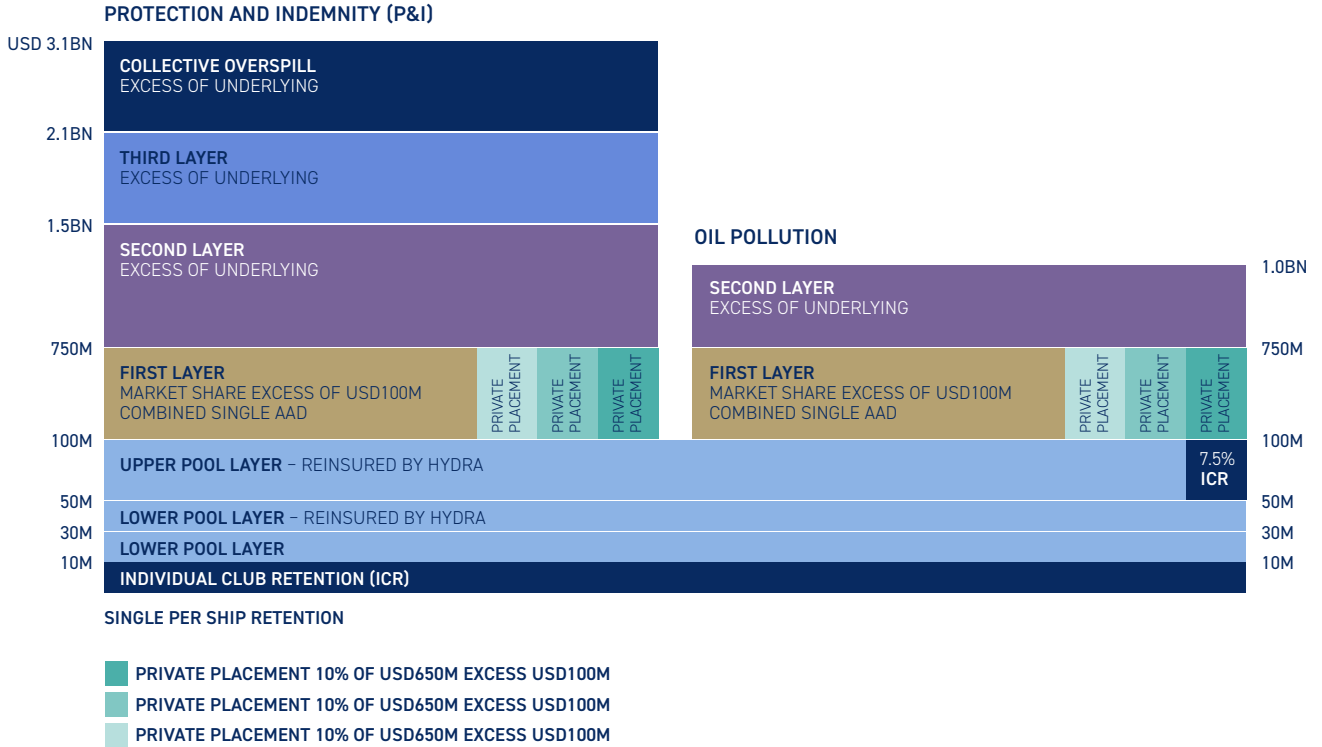 PROTECTION AND INDEMNITY (P&I)
USD 3.1BN
COLLECTIVE OVERSPILL
EXCESS OF UNDERLYING
2.1BN
THIRD LAYER
EXCESS OF UNDERLYING
1.5BN
SECOND LAYER
EXCESS OF UNDERLYING
OIL POLLUTION
1.0BN
SECOND LAYER
EXCESS OF UNDERLYING
750M
750M
FIRST LAYER
MARKET SHARE EXCESS OF USD100M
COMBINED SINGLE AAD
PRIVATE
PLACEMENT
PRIVATE
PLACEMENT
PRIVATE
PLACEMENT
FIRST LAYER
MARKET SHARE EXCESS OF USD100M
COMBINED SINGLE AAD
PRIVATE
PLACEMENT
PRIVATE
PLACEMENT
PRIVATE
PLACEMENT
100M
100M
UPPER POOL LAYER – REINSURED BY HYDRA
7.5%
ICR
50M
50M
LOWER POOL LAYER – REINSURED BY HYDRA
30M
30M
LOWER POOL LAYER
10M
10M
INDIVIDUAL CLUB RETENTION (ICR)
SINGLE PER SHIP RETENTION
PRIVATE PLACEMENT 10% OF USD650M EXCESS USD100M
PRIVATE PLACEMENT 10% OF USD650M EXCESS USD100M
PRIVATE PLACEMENT 10% OF USD650M EXCESS USD100M